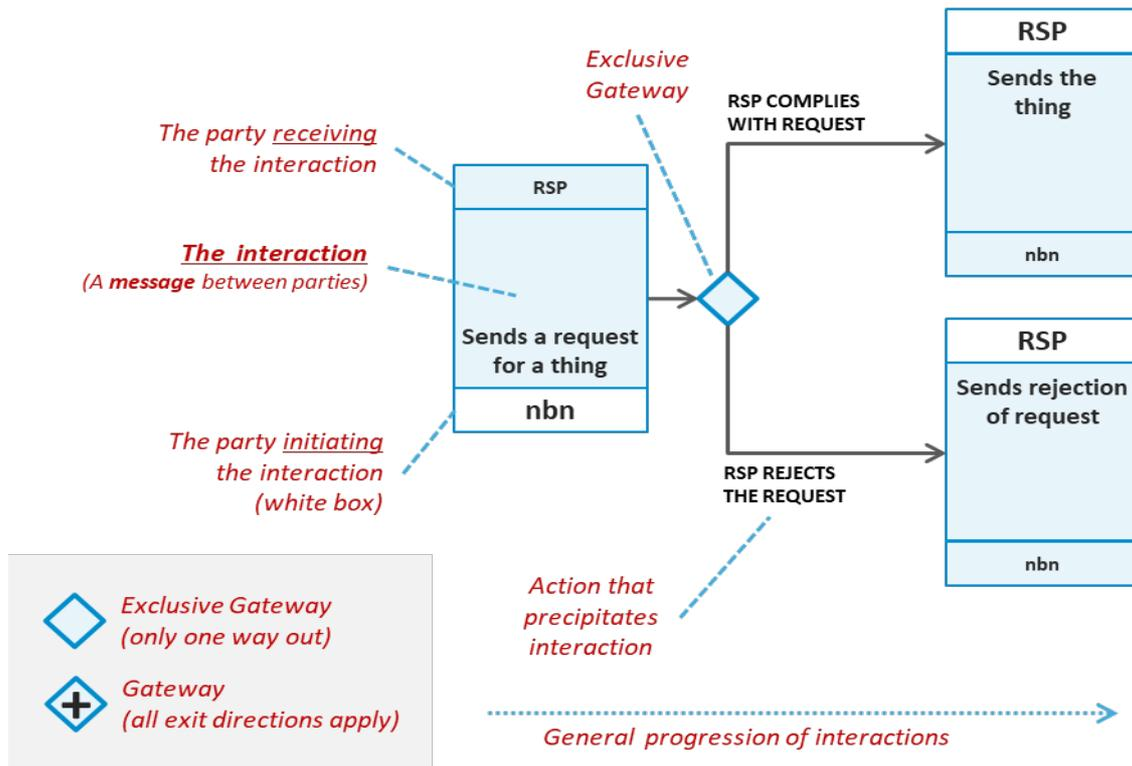 RSP
Sends the
thing
nbn
Exclusive
Gateway
RSP COMPLIES
WITH REQUEST
The party receiving
the interaction
RSP
The interaction
(A message between parties)
Sends a request
for a thing
nbn
The party initiating
the interaction
(white box)
RSP
Sends rejection
of request
nbn
RSP REJECTS
THE REQUEST
Action that
precipitates
interaction
Exclusive Gateway
(only one way out)
Gateway
(all exit directions apply)
General progression of interactions